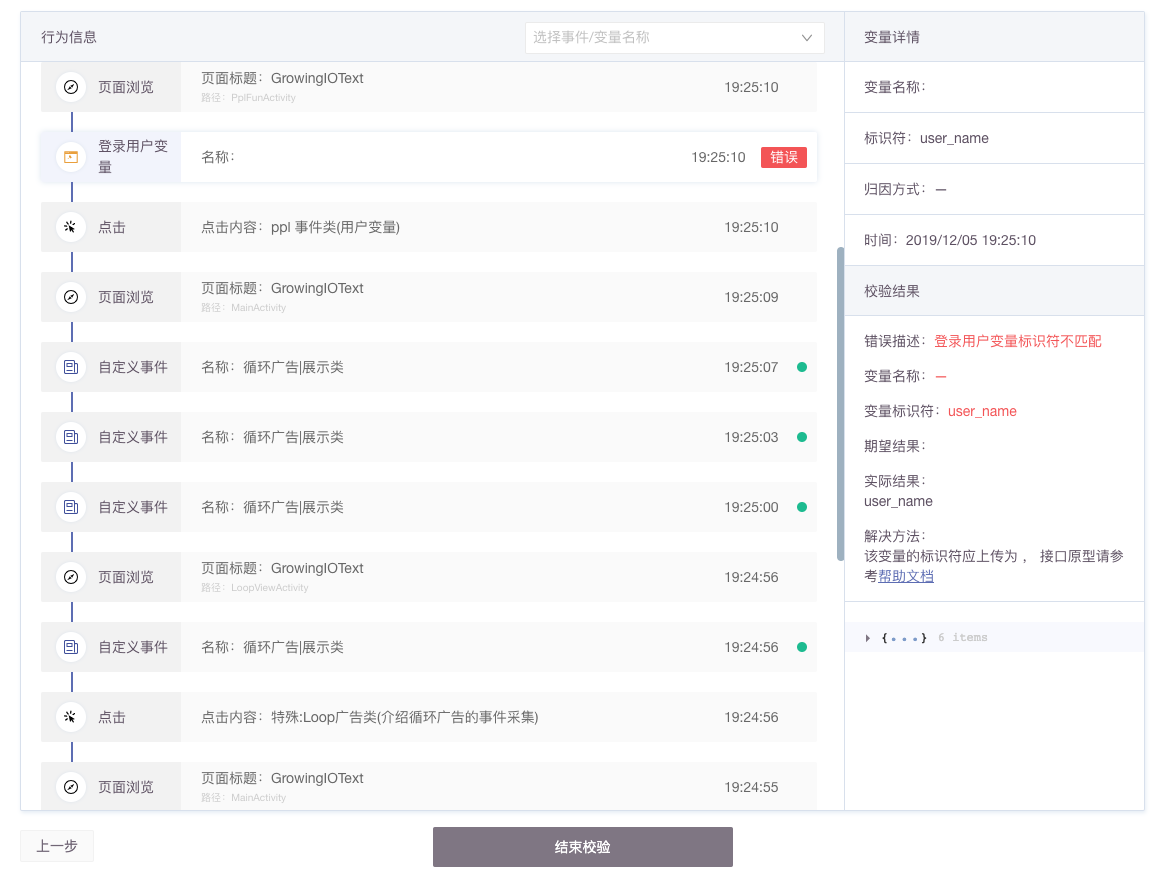 行为信息
选择事件/变量名称
页面浏览
页面标题：GrowingIOText
路径：PplFunActivity
19:25:10
登录用户变
量
名称：
19:25:10
错误
点击
点击内容：ppl 事件类(用户变量)
19:25:10
页面浏览
页面标题：GrowingIOText
路径：MainActivity
19:25:09
自定义事件
名称：循环广告|展示类
19:25:07
自定义事件
名称：循环广告|展示类
19:25:03
自定义事件
名称：循环广告|展示类
19:25:00
页面浏览
页面标题：GrowingIOText
路径：LoopViewActivity
19:24:56
自定义事件
名称：循环广告|展示类
19:24:56
点击
点击内容：特殊:Loop广告类(介绍循环广告的事件采集)
19:24:56
页面浏览
页面标题：GrowingIOText
路径：MainActivity
19:24:55
变量详情
变量名称：
标识符：user_name
归因方式：—
时间：2019/12/05 19:25:10
校验结果
错误描述：登录用户变量标识符不匹配
变量名称：—
变量标识符：user_name
期望结果：
实际结果：
user_name
解决方法：
该变量的标识符应上传为 ， 接口原型请参
考帮助文档
{...} 6 items
上一步
结束校验